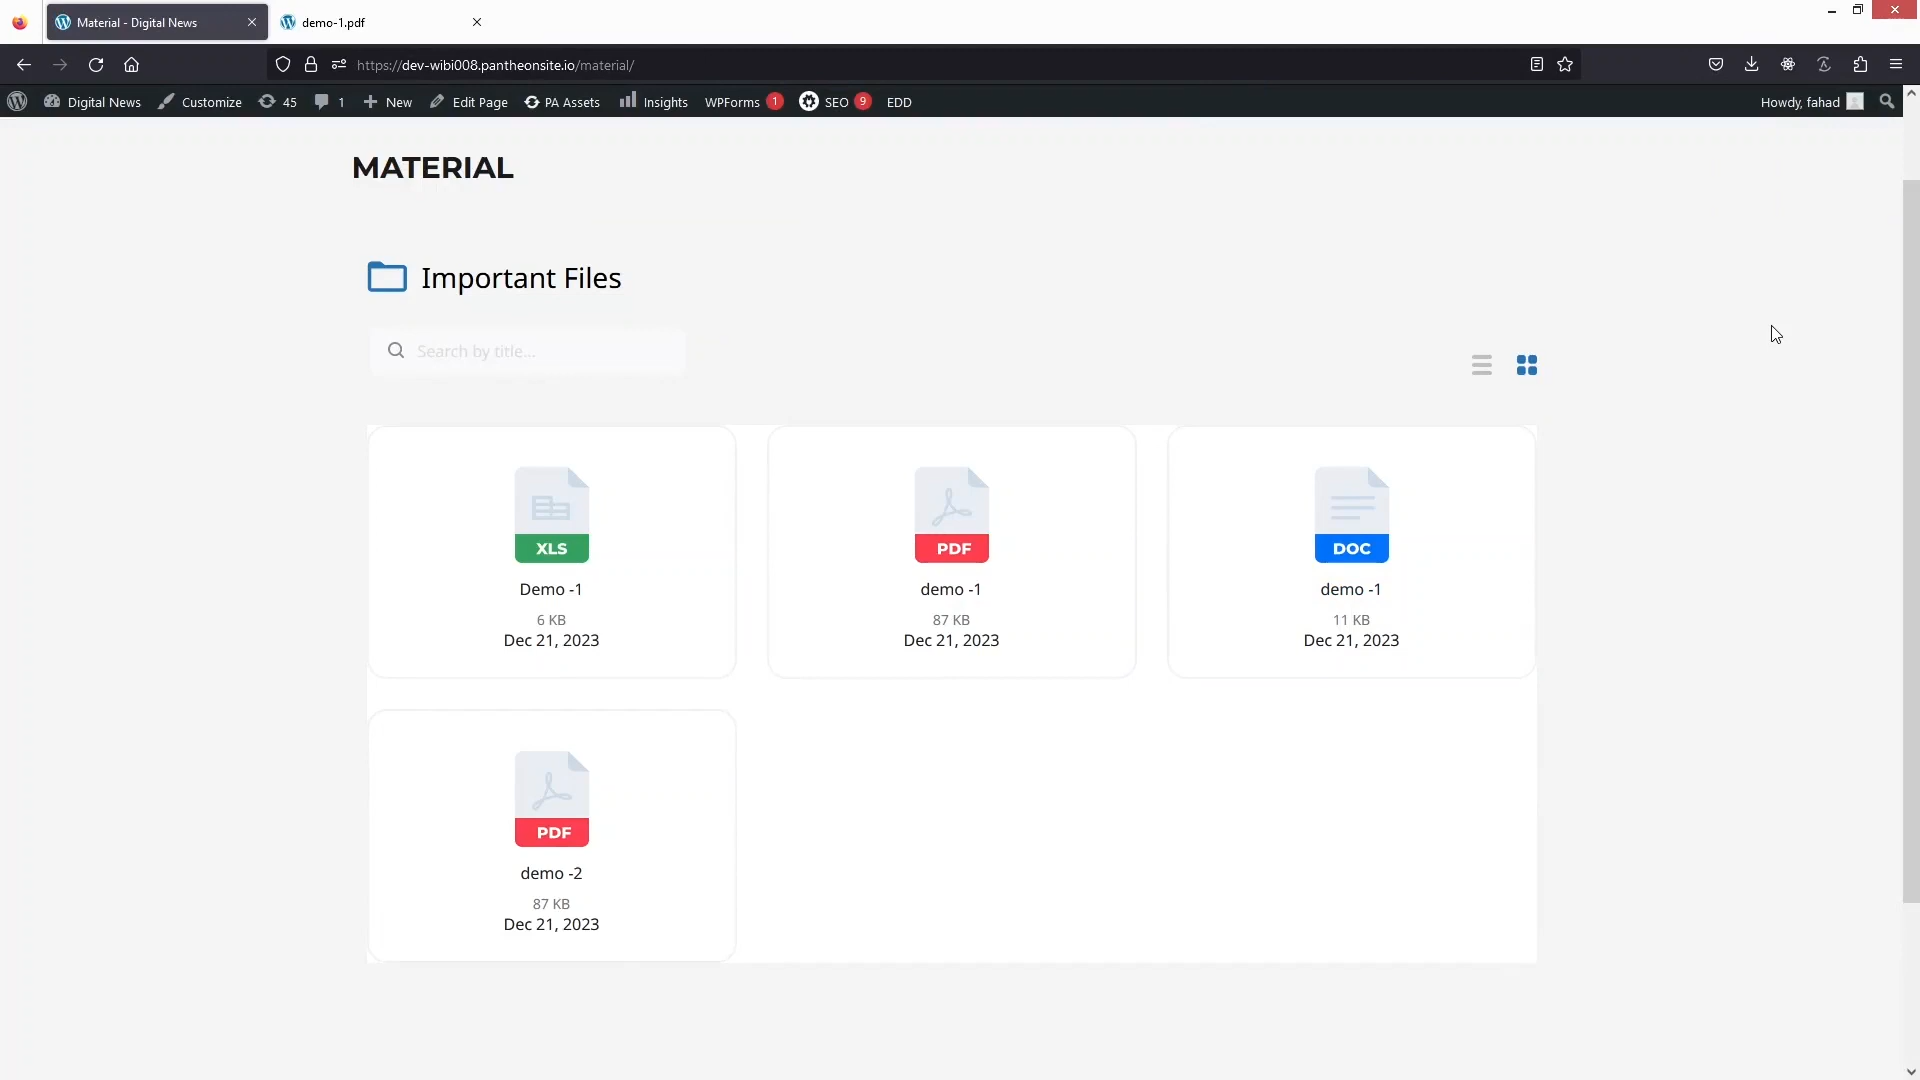 Material - Digital News
demo-1.pdf
https://dev-wibi008.pantheonsite.io/material/
Digital News Customize 45 1 New Edit Page PA Assets Insights WPForms 1 SEO 9 EDD Howdy, fahad
MATERIAL
Important Files
Search by title...
XLS
Demo -1
6 KB
Dec 21, 2023
PDF
demo -1
87 KB
Dec 21, 2023
DOC
demo -1
11 KB
Dec 21, 2023
PDF
demo -2
87 KB
Dec 21, 2023